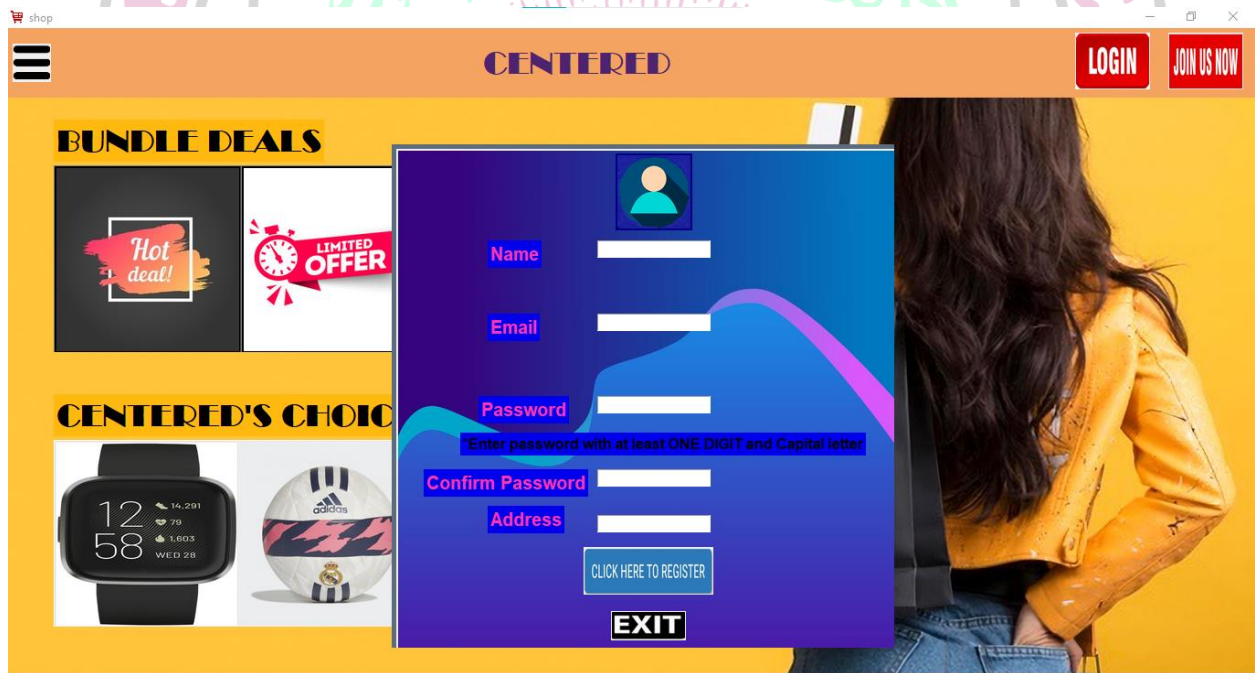 shop
CENTERED
LOGIN
JOIN US NOW
BUNDLE DEALS
Hot
deal!
LIMITED
OFFER
Name
Email
Password
*Enter password with at least ONE DIGIT and Capital letter
Confirm Password
Address
CLICK HERE TO REGISTER
EXIT
CENTERED'S CHOIC
12
58
14,291
79
1,603
WED 28
adidas